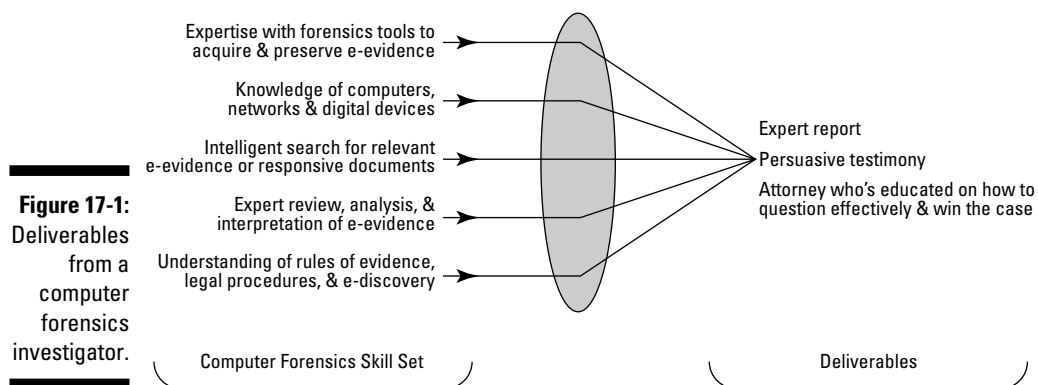 Expertise with forensics tools to
acquire & preserve e-evidence
Knowledge of computers,
networks & digital devices
Intelligent search for relevant
e-evidence or responsive documents
Expert review, analysis, &
interpretation of e-evidence
Understanding of rules of evidence,
legal procedures, & e-discovery
Expert report
Persuasive testimony
Attorney who's educated on how to
question effectively & win the case
Figure 17-1:
Deliverables
from a
computer
forensics
investigator.
Computer Forensics Skill Set
Deliverables